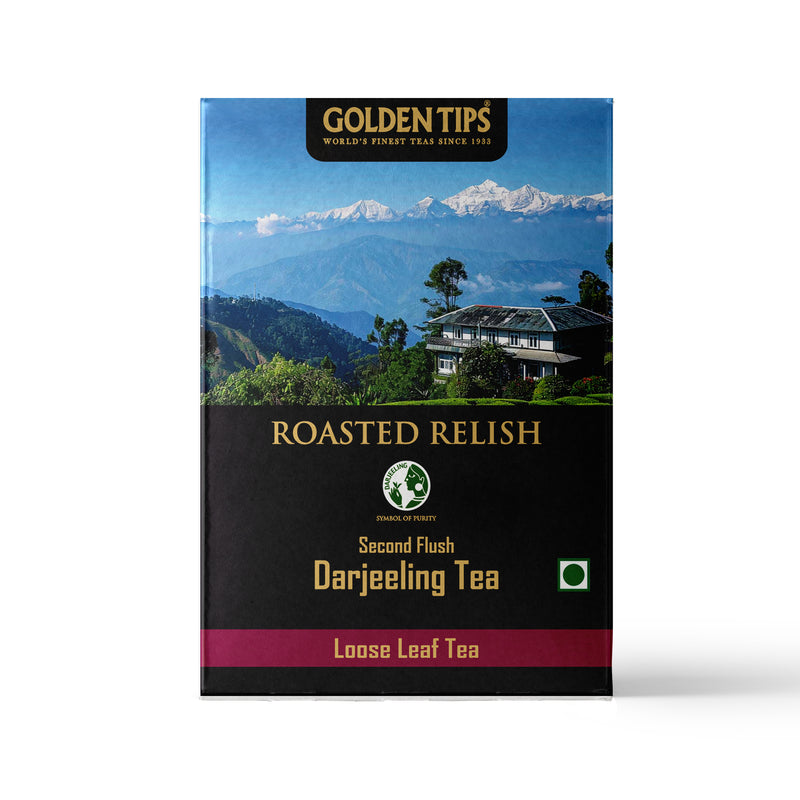 GOLDEN TIPS®
WORLD'S FINEST TEAS SINCE 1933
ROASTED RELISH
DARJEELING
SYMBOL OF PURITY
Second Flush
Darjeeling Tea
Loose Leaf Tea